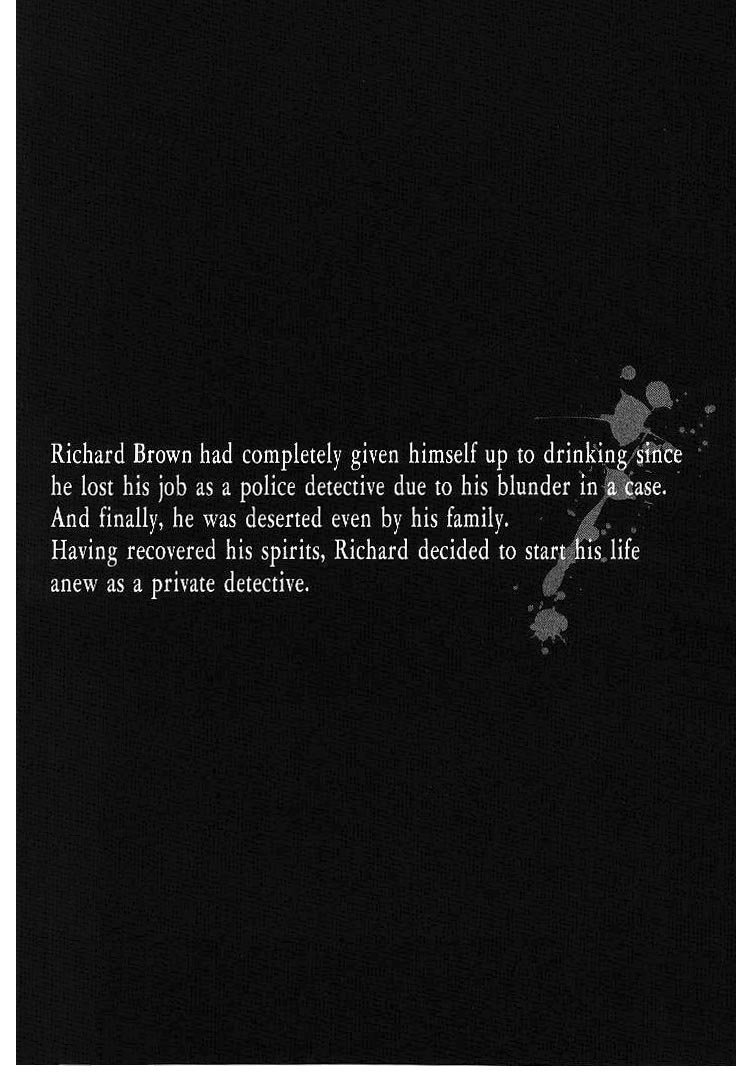 Richard Brown had completely given himself up to drinking since
he lost his job as a police detective due to his blunder in a case.
And finally, he was deserted even by his family.
Having recovered his spirits, Richard decided to start his life
anew as a private detective.